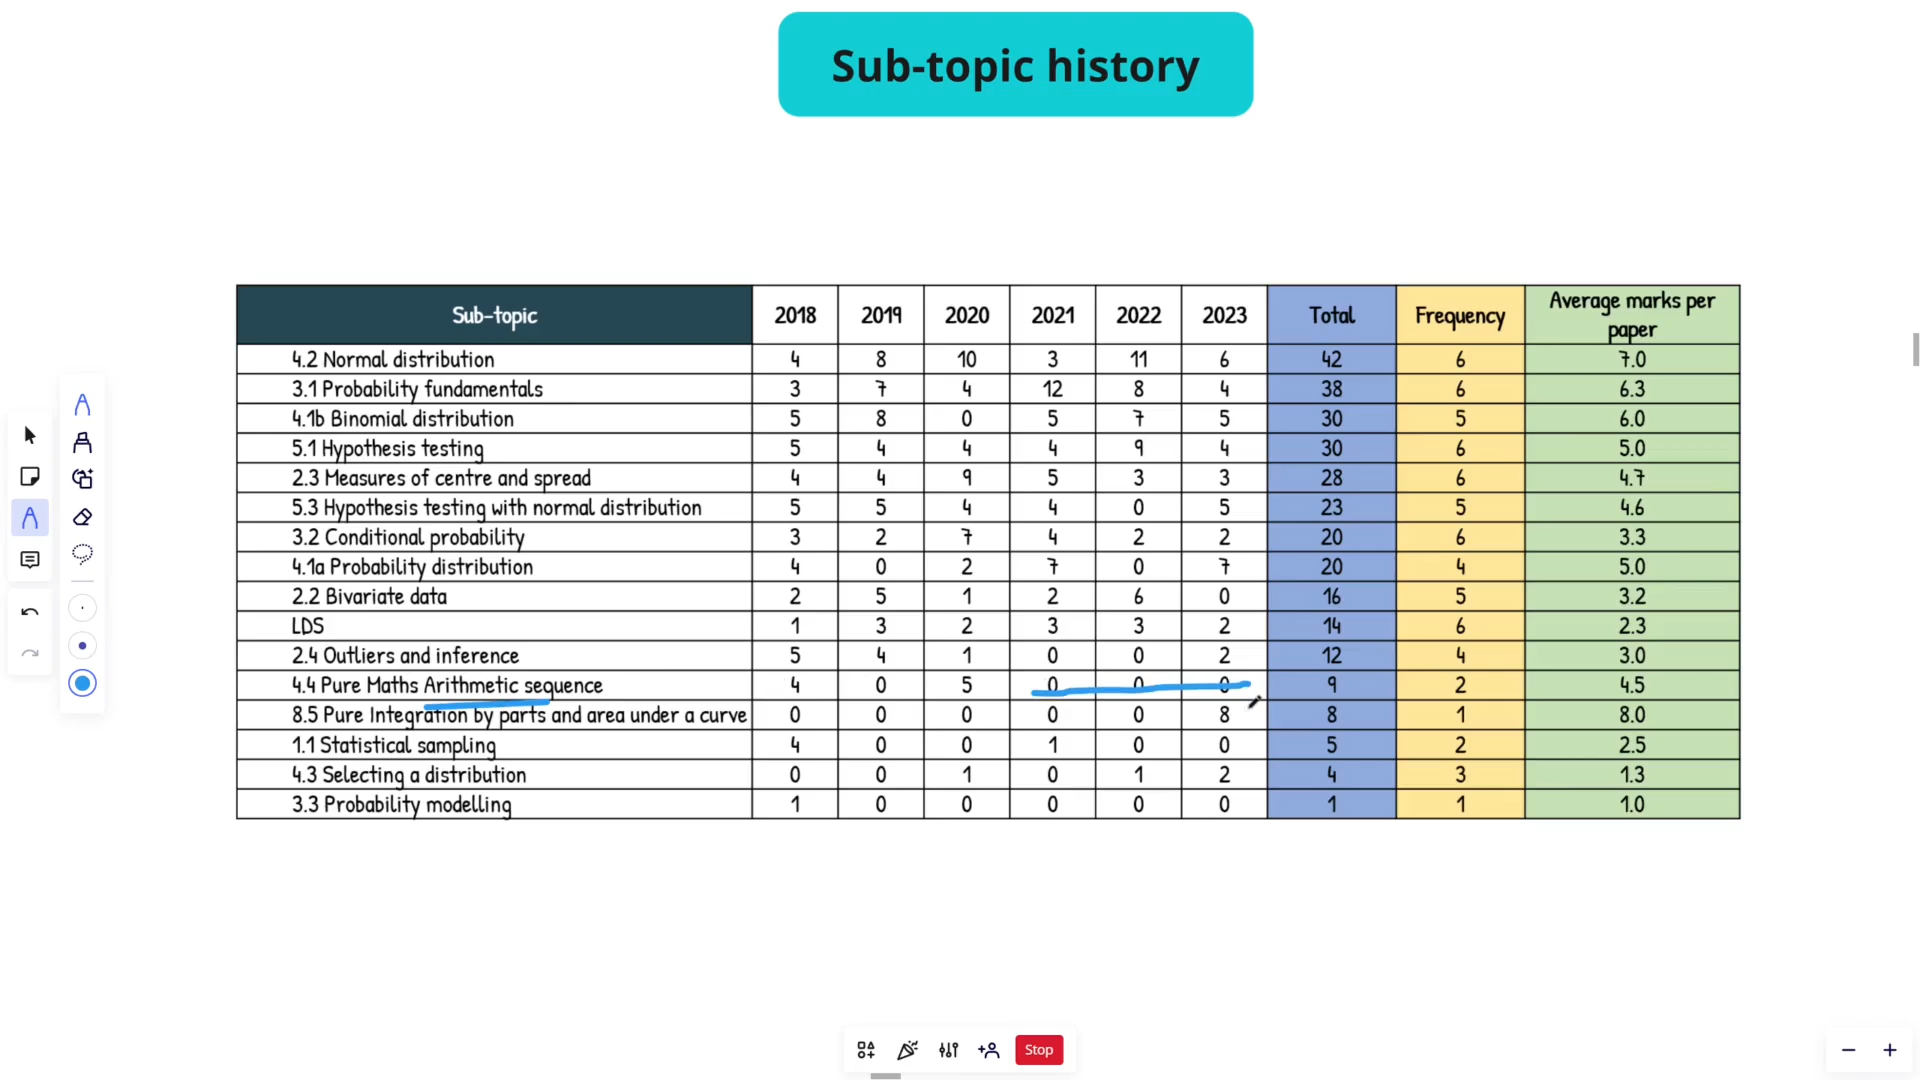 Sub-topic history
Sub-topic 2018 2019 2020 2021 2022 2023 Total Frequency Average marks per paper
4.2 Normal distribution 4 8 10 3 11 6 42 6 7.0
3.1 Probability fundamentals 3 7 4 12 8 4 38 6 6.3
4.1b Binomial distribution 5 8 0 5 7 5 30 5 6.0
5.1 Hypothesis testing 5 4 4 4 9 4 30 6 5.0
2.3 Measures of centre and spread 4 4 9 5 3 3 28 6 4.7
5.3 Hypothesis testing with normal distribution 5 5 4 4 0 5 23 5 4.6
3.2 Conditional probability 3 2 7 4 2 2 20 6 3.3
4.1a Probability distribution 4 0 2 7 0 7 20 4 5.0
2.2 Bivariate data 2 5 1 2 6 0 16 5 3.2
LDS 1 3 2 3 3 2 14 6 2.3
2.4 Outliers and inference 5 4 1 0 0 2 12 4 3.0
4.4 Pure Maths Arithmetic sequence 4 0 5 0 0 0 9 2 4.5
8.5 Pure Integration by parts and area under a curve 0 0 0 0 0 8 8 1 8.0
1.1 Statistical sampling 4 0 0 1 0 0 5 2 2.5
4.3 Selecting a distribution 0 0 1 0 1 2 4 3 1.3
3.3 Probability modelling 1 0 0 0 0 0 1 1 1.0
Stop